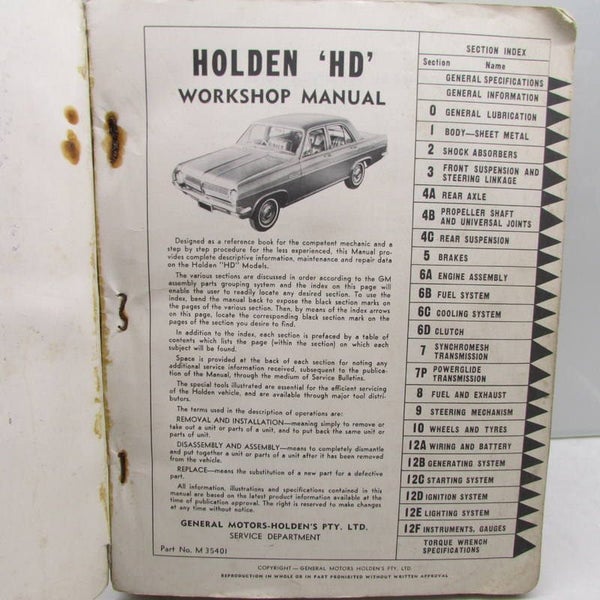 HOLDEN 'HD'
WORKSHOP MANUAL
Designed as a reference book for the competent mechanic and a
step by step procedure for the less experienced, this Manual pro-
vides complete descriptive information, maintenance and repair data
on the Holden "HD" Models.
The various sections are discussed in order according to the GM
assembly parts grouping system and the index on this page will
enable the user to readily locate any desired section. To use the
index, bend the manual back to expose the black section marks on
the pages of the various section. Then, by means of the index arrows
on this page, locate the corresponding black section mark on the
pages of the section you desire to find.
In addition to the index, each section is prefaced by a table of
contents which lists the page (within the section) on which each
subject will be found.
Space is provided at the back of each section for noting any
additional service information received, subsequent to the publica-
tion of the Manual, through the medium of Service Bulletins.
The special tools illustrated are essential for the efficient servicing
of the Holden vehicle, and are available through major tool distri-
butors.
The terms used in the description of operations are:
REMOVAL AND INSTALLATION—meaning simply to remove or
take out a unit or parts of a unit, and to put back the same unit or
parts of unit.
DISASSEMBLY AND ASSEMBLY—means to completely dismantle
and put together a unit or parts of a unit after it has been removed
from the vehicle.
REPLACE—means the substitution of a new part for a defective
part.
All information, illustrations and specifications contained in this
manual are based on the latest product information available at the
time of publication approval. The right is reserved to make changes
at any time without notice.
GENERAL MOTORS-HOLDEN'S PTY. LTD.
SERVICE DEPARTMENT
Part No. M 35401
SECTION INDEX
Section Name
GENERAL SPECIFICATIONS
GENERAL INFORMATION
0 GENERAL LUBRICATION
1 BODY—SHEET METAL
2 SHOCK ABSORBERS
3 FRONT SUSPENSION AND
STEERING LINKAGE
4A REAR AXLE
4B PROPELLER SHAFT
AND UNIVERSAL JOINTS
4C REAR SUSPENSION
5 BRAKES
6A ENGINE ASSEMBLY
6B FUEL SYSTEM
6C COOLING SYSTEM
6D CLUTCH
7 SYNCHROMESH
TRANSMISSION
7P POWERGLIDE
TRANSMISSION
8 FUEL AND EXHAUST
9 STEERING MECHANISM
10 WHEELS AND TYRES
12A WIRING AND BATTERY
12B GENERATING SYSTEM
12C STARTING SYSTEM
12D IGNITION SYSTEM
12E LIGHTING SYSTEM
12F INSTRUMENTS, GAUGES
TORQUE WRENCH
SPECIFICATIONS
COPYRIGHT— GENERAL MOTORS HOLDEN'S PTY. LTD
REPRODUCTION IN WHOLE OR IN PART PROHIBITED WITHOUT WRITTEN APPROVAL